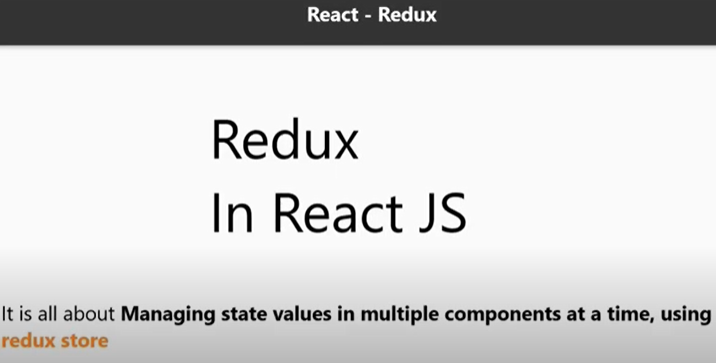 React - Redux
Redux
In React JS
It is all about Managing state values in multiple components at a time, using
redux store